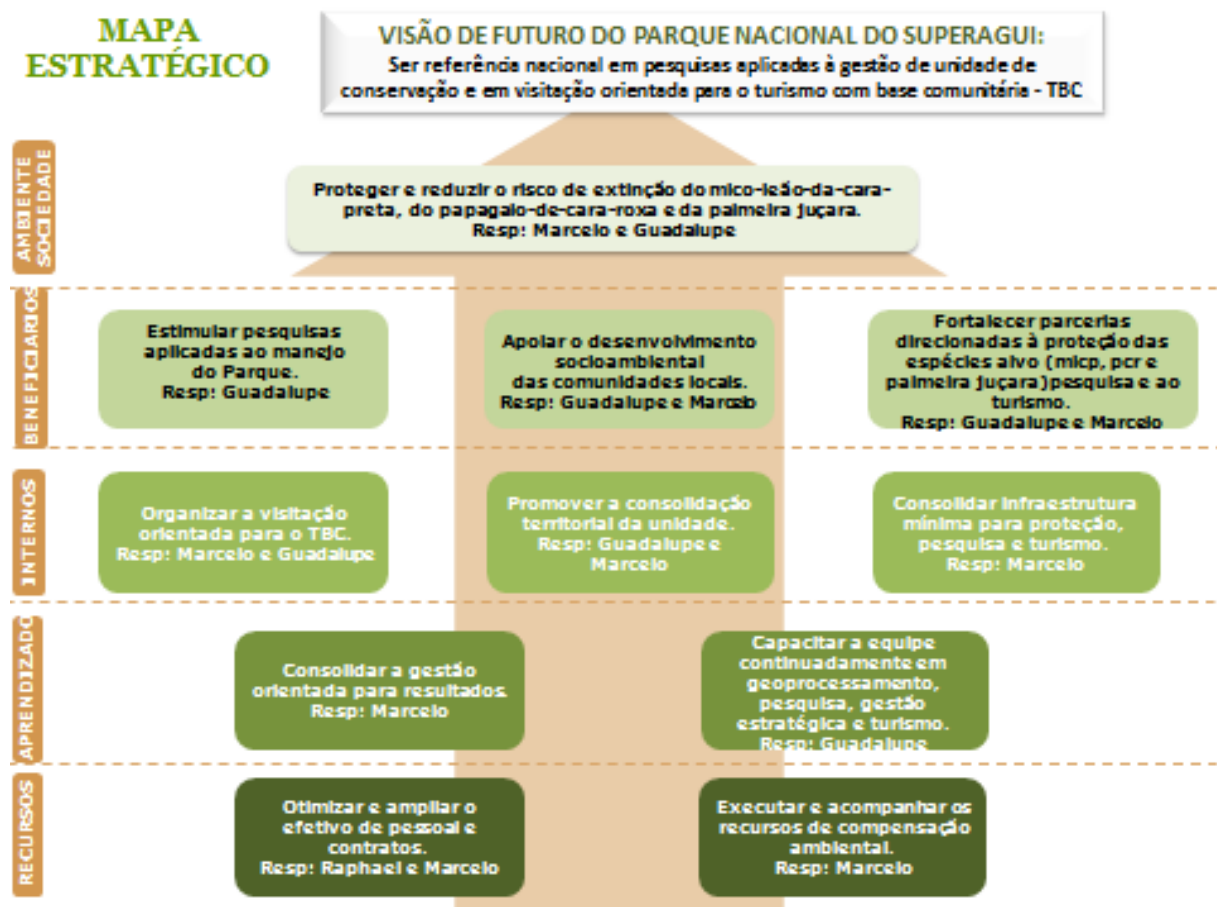 MAPA
ESTRATÉGICO
VISÃO DE FUTURO DO PARQUE NACIONAL DO SUPERAGUI:
Ser referência nacional em pesquisas aplicadas à gestão de unidade de
conservação e em visitação orientada para o turismo com base comunitária - TBC
AMBIENTE
SOCIEDADE
Proteger e reduzir o risco de extinção do mico-leão-da-cara-
preta, do papagaio-de-cara-roxa e da palmeira juçara.
Resp: Marcelo e Guadalupe
BENEFICIARIOS
Estimular pesquisas
aplicadas ao manejo
do Parque.
Resp: Guadalupe
Apoiar o desenvolvimento
socioambiental
das comunidades locais.
Resp: Guadalupe e Marcelo
Fortalecer parcerias
direcionadas à proteção das
espécies alvo (micp, pcr e
palmeira juçara)pesquisa e ao
turismo.
Resp: Guadalupe e Marcelo
INTERNOS
Organizar a visitação
orientada para o TBC.
Resp: Marcelo e Guadalupe
Promover a consolidação
territorial da unidade.
Resp: Guadalupe e
Marcelo
Consolidar infraestrutura
mínima para proteção,
pesquisa e turismo.
Resp: Marcelo
APRENDIZADO
Consolidar a gestão
orientada para resultados.
Resp: Marcelo
Capacitar a equipe
continuadamente em
geoprocessamento,
pesquisa, gestão
estratégica e turismo.
Resp: Guadalupe
RECURSOS
Otimizar e ampliar o
efetivo de pessoal e
contratos.
Resp: Raphael e Marcelo
Executar e acompanhar os
recursos de compensação
ambiental.
Resp: Marcelo